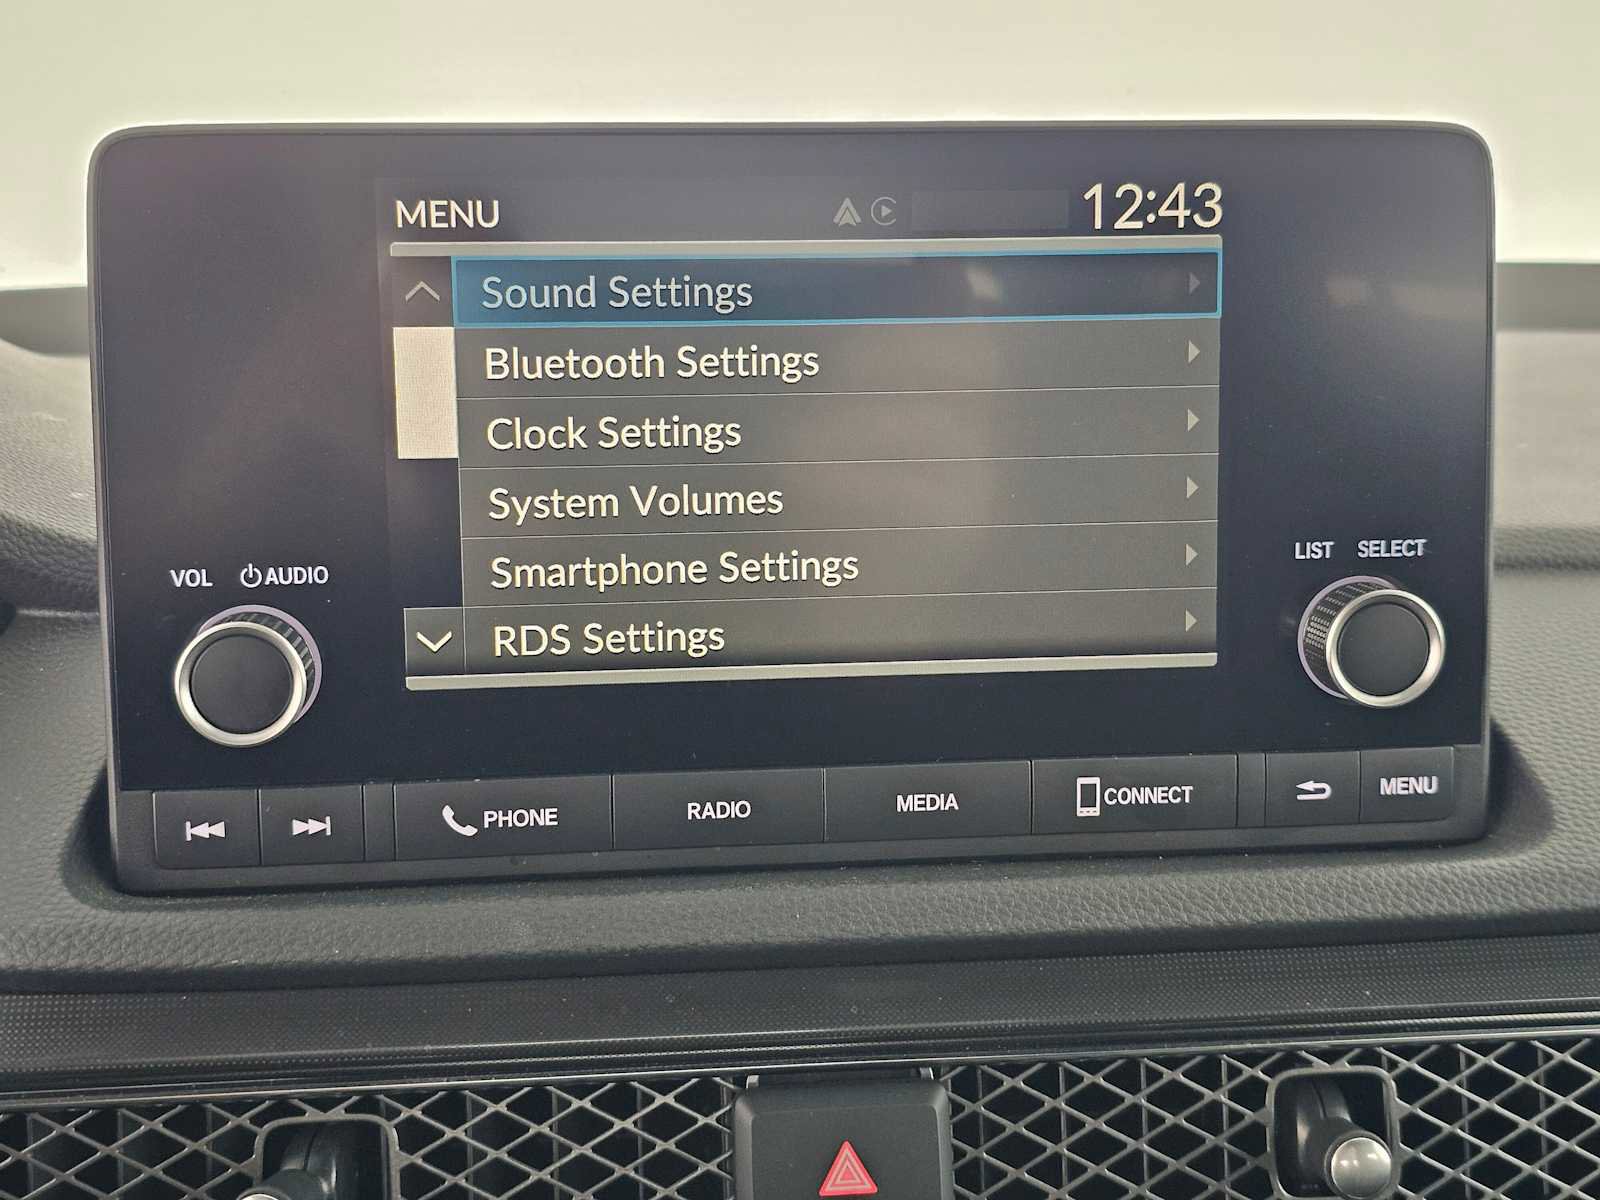 MENU 12:43
Sound Settings
Bluetooth Settings
Clock Settings
System Volumes
Smartphone Settings
RDS Settings
VOL AUDIO
LIST SELECT
PHONE RADIO MEDIA CONNECT MENU